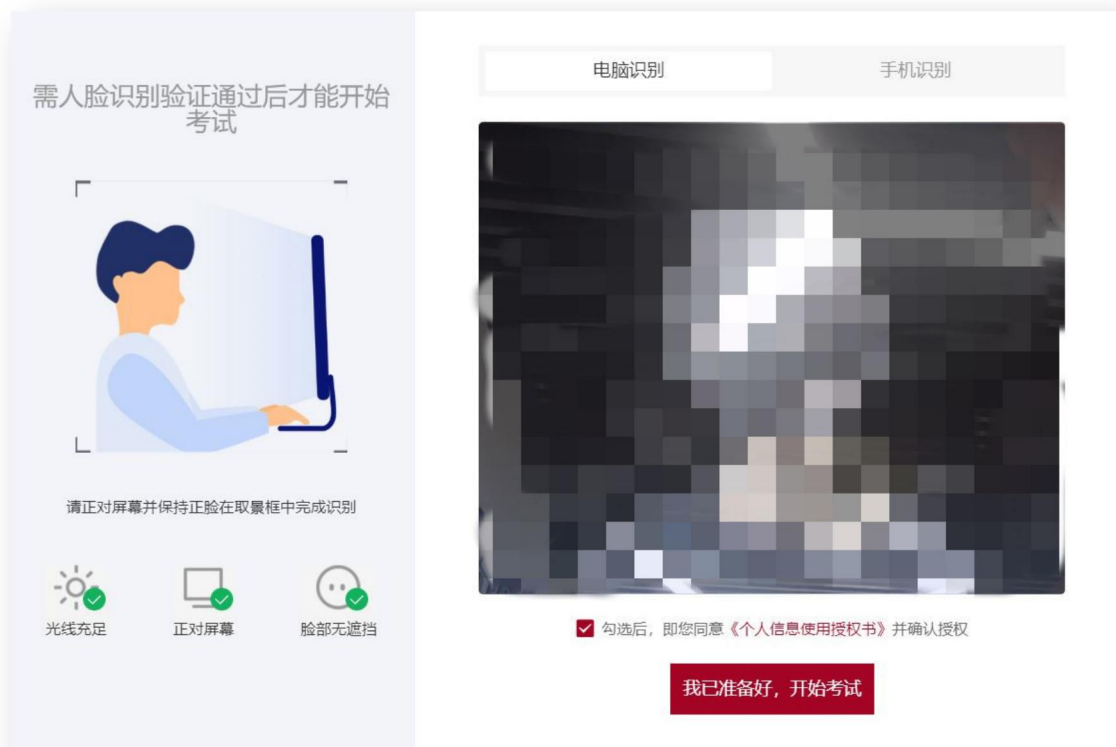 需人脸识别验证通过后才能开始
考试
请正对屏幕并保持正脸在取景框中完成识别
光线充足
正对屏幕
脸部无遮挡
电脑识别
手机识别
勾选后，即您同意《个人信息使用授权书》并确认授权
我已准备好，开始考试